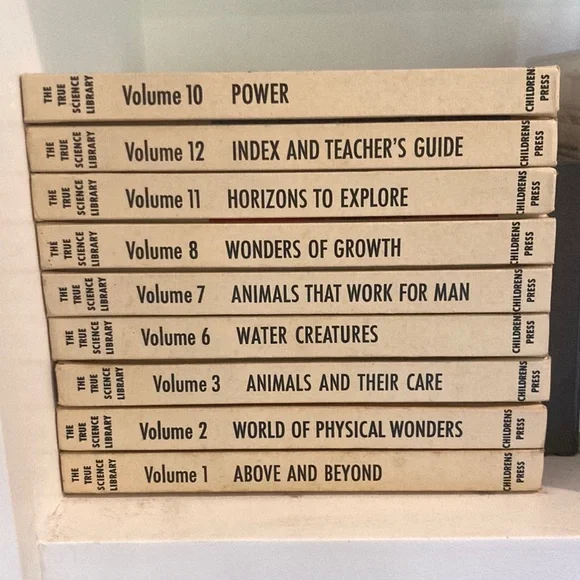 THE TRUE SCIENCE LIBRARY Volume 10 POWER CHILDRENS PRESS
THE TRUE SCIENCE LIBRARY Volume 12 INDEX AND TEACHER'S GUIDE CHILDRENS PRESS
THE TRUE SCIENCE LIBRARY Volume 11 HORIZONS TO EXPLORE CHILDRENS PRESS
THE TRUE SCIENCE LIBRARY Volume 8 WONDERS OF GROWTH CHILDRENS PRESS
THE TRUE SCIENCE LIBRARY Volume 7 ANIMALS THAT WORK FOR MAN CHILDRENS PRESS
THE TRUE SCIENCE LIBRARY Volume 6 WATER CREATURES CHILDREN PRESS
THE TRUE SCIENCE LIBRARY Volume 3 ANIMALS AND THEIR CARE CHILDRENS PRESS
THE TRUE SCIENCE LIBRARY Volume 2 WORLD OF PHYSICAL WONDERS CHILDRENS PRESS
THE TRUE SCIENCE LIBRARY Volume 1 ABOVE AND BEYOND CHILDRENS PRESS